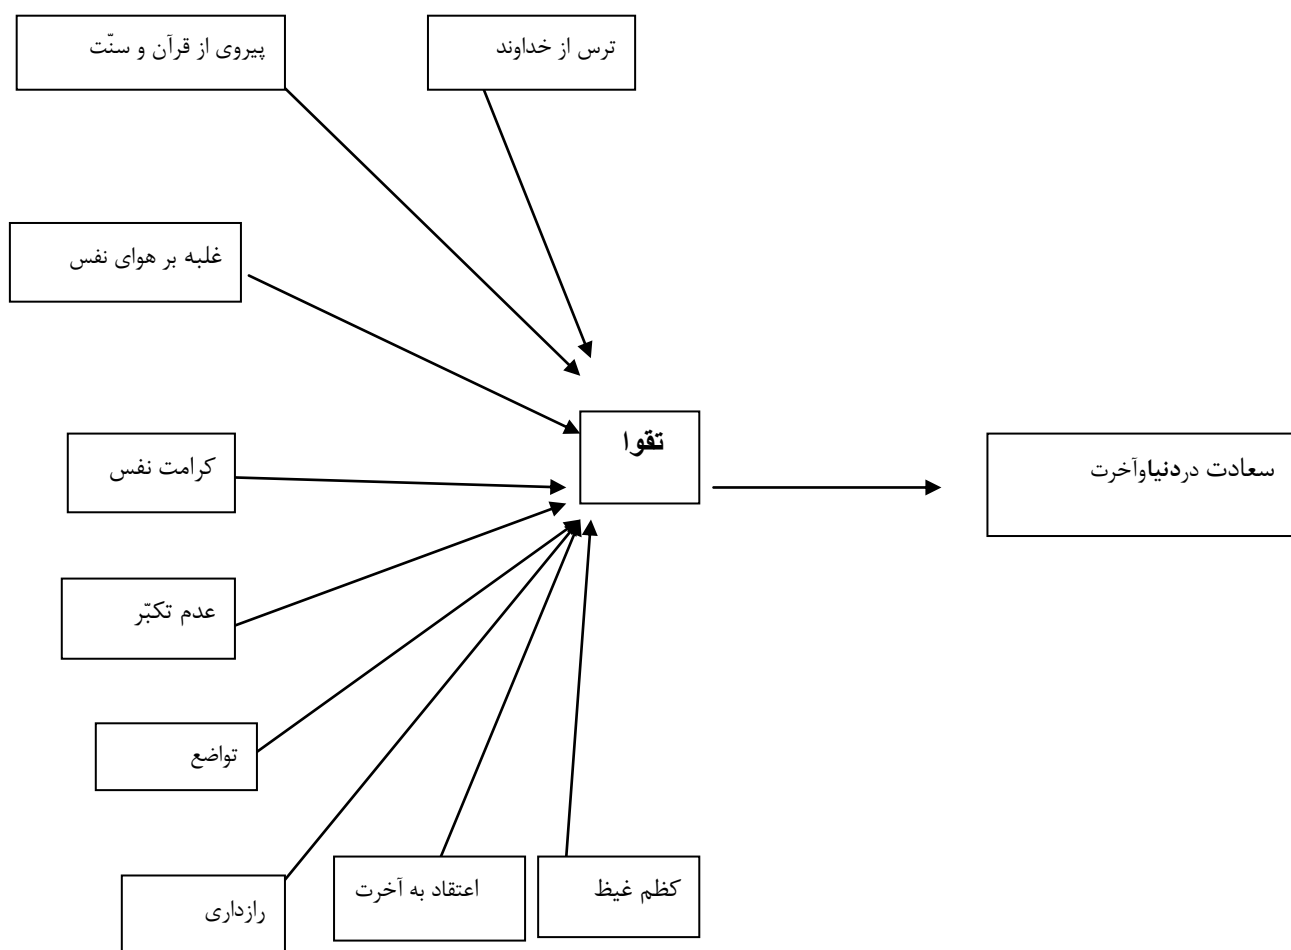 ترس از خداوند
پیروی از قرآن و سنّت
غلبه بر هوای نفس
تقوا
سعادت دردنیاوآخرت
کرامت نفس
عدم تکبّر
تواضع
کظم غیظ
اعتقاد به آخرت
رازداری